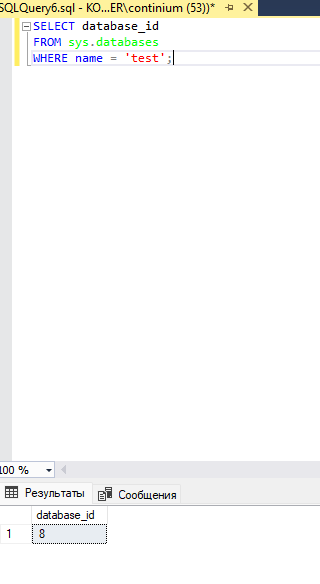 SQLQuery6.sql - KO...ER\continium (53))*
SELECT database_id
FROM sys.databases
WHERE name = 'test';
100 %
Результаты
Сообщения
database_id
1 8